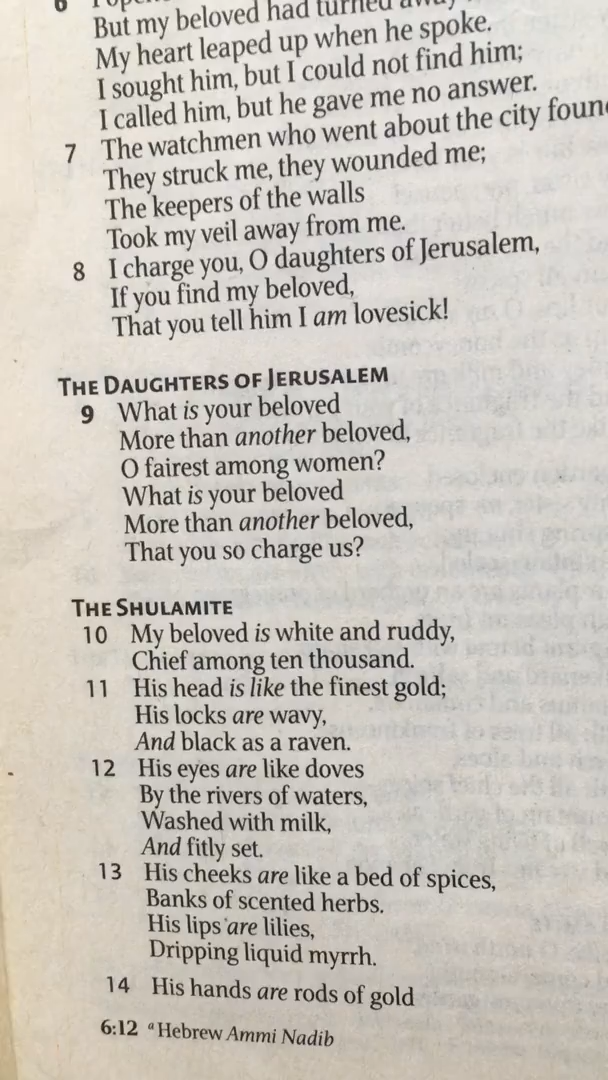 6
But my beloved had turned away
My heart leaped up when he spoke.
I sought him, but I could not find him;
I called him, but he gave me no answer.
7 The watchmen who went about the city
They struck me, they wounded me;
The keepers of the walls
Took my veil away from me.
8 I charge you, O daughters of Jerusalem,
If you find my beloved,
That you tell him I am lovesick!
THE DAUGHTERS OF JERUSALEM
9 What is your beloved
More than another beloved,
O fairest among women?
What is your beloved
More than another beloved,
That you so charge us?
THE SHULAMITE
10 My beloved is white and ruddy,
Chief among ten thousand.
11 His head is like the finest gold;
His locks are wavy,
And black as a raven.
12 His eyes are like doves
By the rivers of waters,
Washed with milk,
And fitly set.
13 His cheeks are like a bed of spices,
Banks of scented herbs.
His lips are lilies,
Dripping liquid myrrh.
14 His hands are rods of gold
6:12 a Hebrew Ammi Nadib